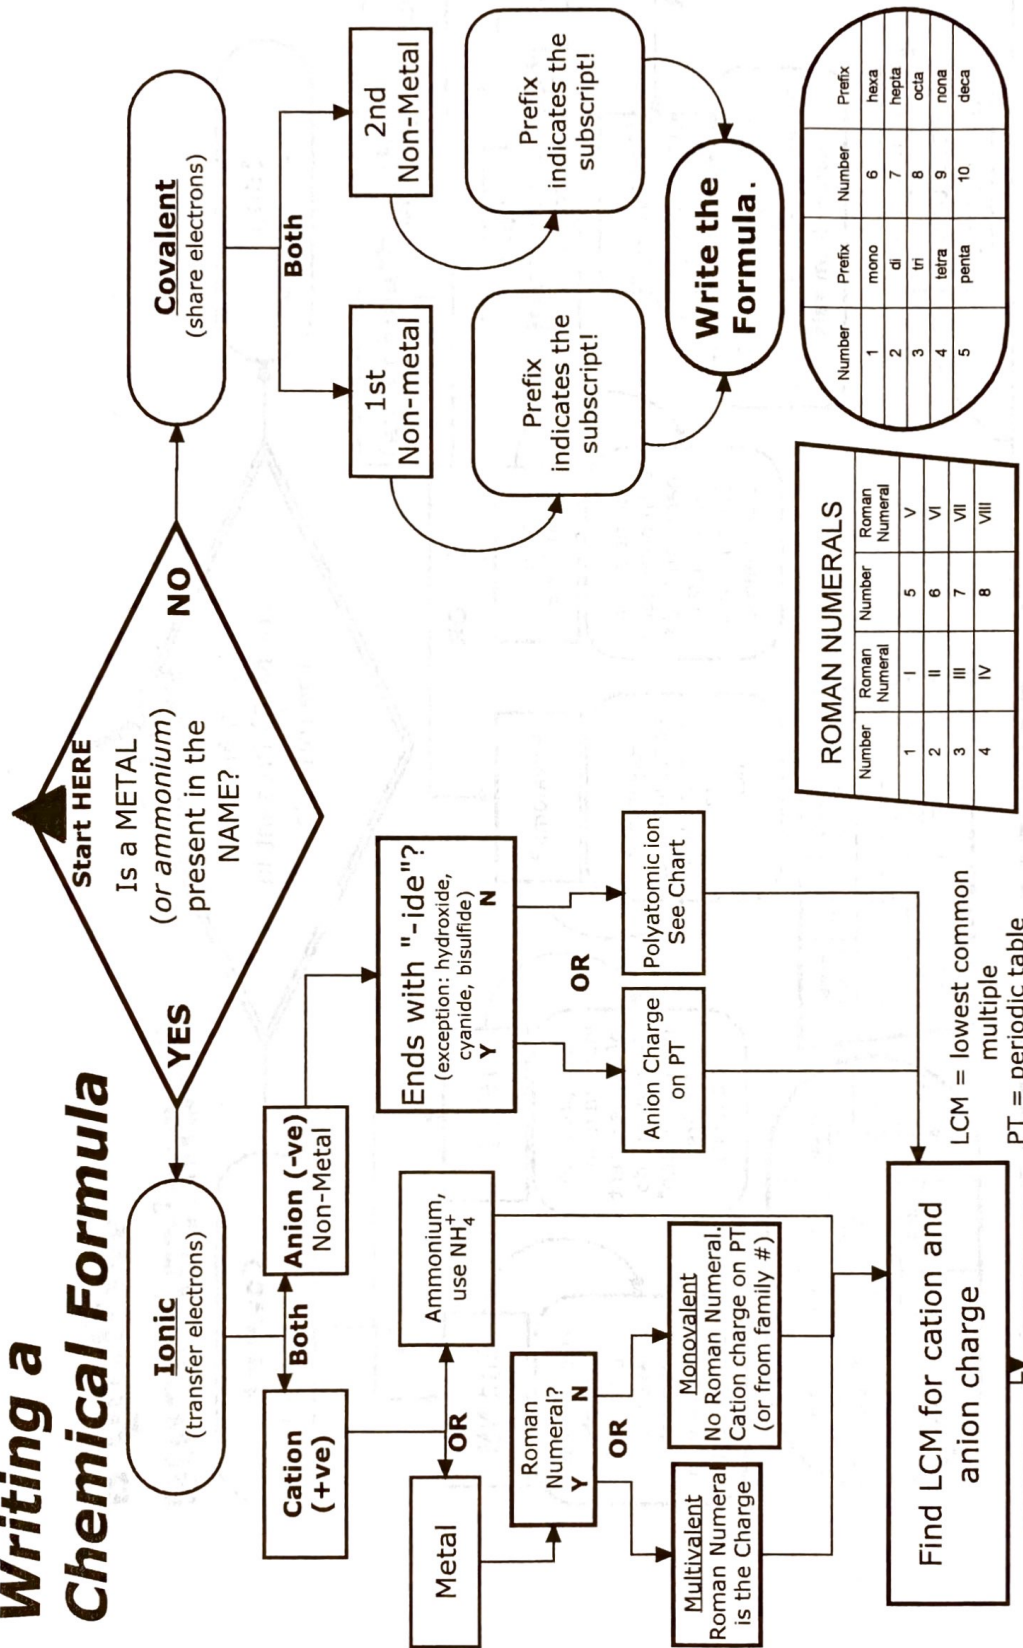 Writing a
Chemical Formula
Start HERE
Is a METAL
(or ammonium)
present in the
NAME?
YES
NO
Ionic
(transfer electrons)
Both
Cation
(+ve)
Anion (-ve)
Non-Metal
OR
Metal
Ammonium,
use NH₄⁺
Roman
Numeral?
Y N
OR
Multivalent
Roman Numeral
is the Charge
Monovalent
No Roman Numeral.
Cation charge on PT
(or from family #)
Ends with "-ide"?
(exception: hydroxide,
cyanide, bisulfide)
Y N
OR
Anion Charge
on PT
Polyatomic ion
See Chart
Find LCM for cation and
anion charge
LCM = lowest common
multiple
PT = periodic table
Covalent
(share electrons)
Both
1st
Non-metal
2nd
Non-Metal
Prefix
indicates the
subscript!
Prefix
indicates the
subscript!
Write the
Formula.
ROMAN NUMERALS
Number Roman Numeral Number Roman Numeral
1 I 5 V
2 II 6 VI
3 III 7 VII
4 IV 8 VIII
Number Prefix Number Prefix
1 mono 6 hexa
2 di 7 hepta
3 tri 8 octa
4 tetra 9 nona
5 penta 10 deca